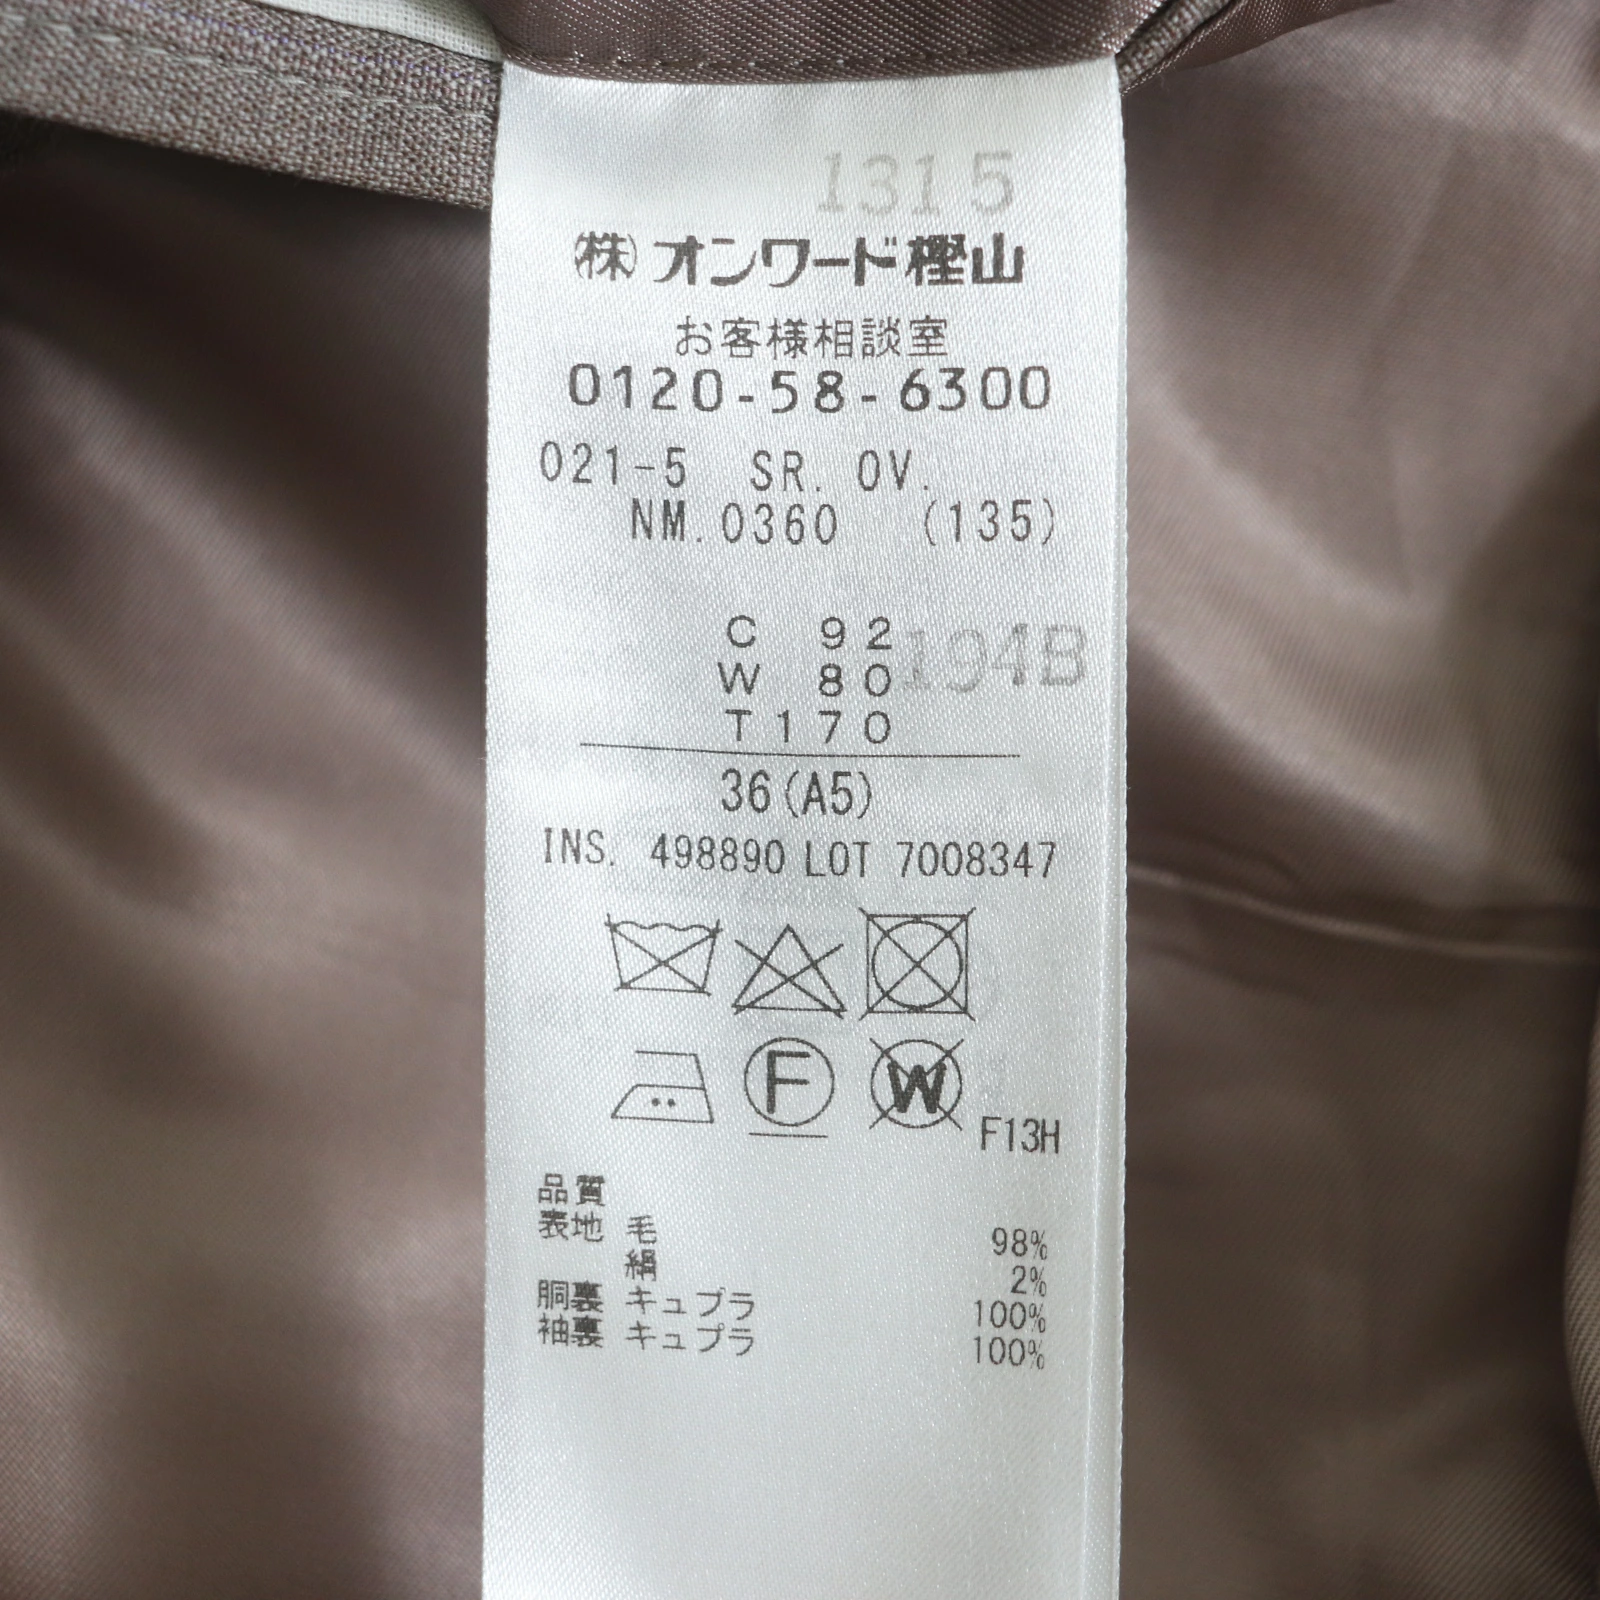 1315
(株) オンワード樫山
お客様相談室
0120-58-6300
021-5 SR. OV.
NM. 0360 (135)
C 92
194B
W 80
T 170
36(A5)
INS. 498890 LOT 7008347
F
W
F13H
品質
表地 毛 98%
絹 2%
胴裏 キュプラ 100%
袖裏 キュプラ 100%